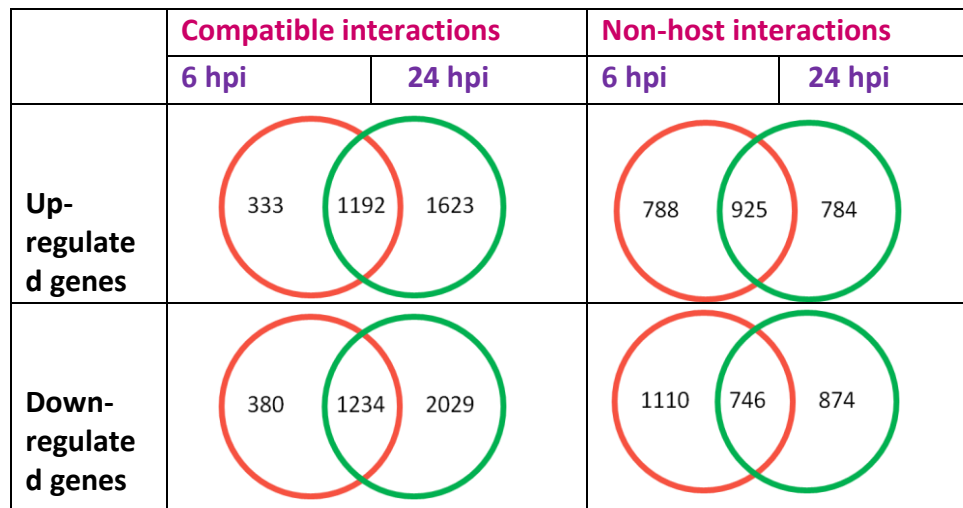 Compatible interactions Non-host interactions
6 hpi 24 hpi 6 hpi 24 hpi
Up-
regulate
d genes
333 1192 1623 788 925 784
Down-
regulate
d genes
380 1234 2029 1110 746 874